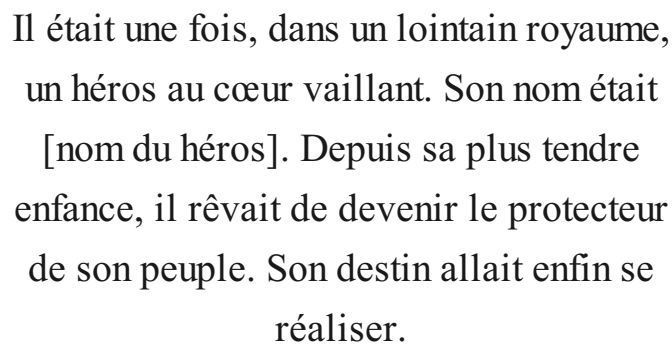 Il était une fois, dans un lointain royaume,
un héros au cœur vaillant. Son nom était
[nom du héros]. Depuis sa plus tendre
enfance, il rêvait de devenir le protecteur
de son peuple. Son destin allait enfin se
réaliser.